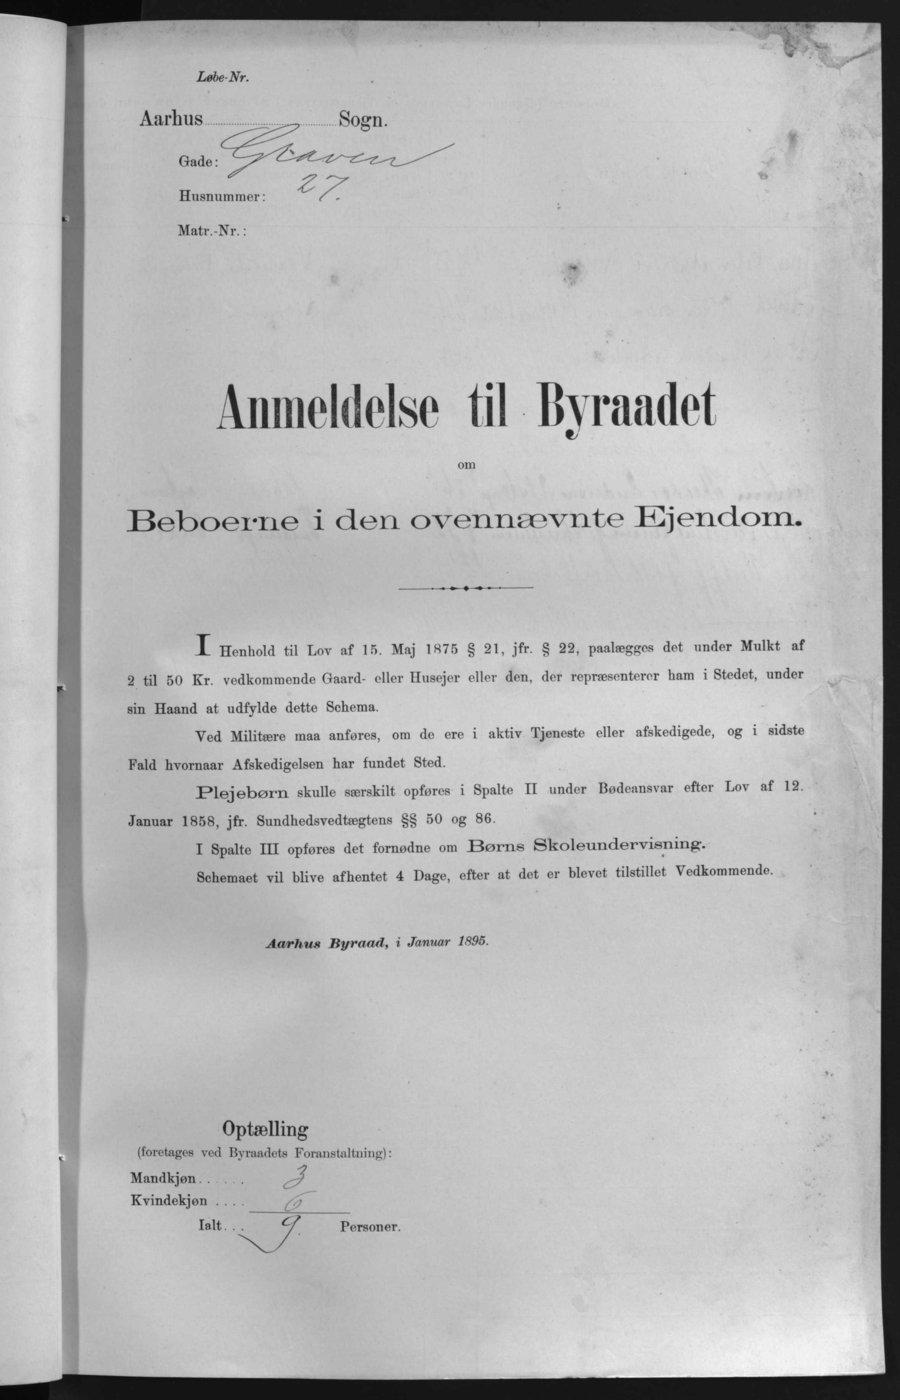 Løbe-Nr.
Aarhus Sogn.
Gade: Graven
Husnummer: 27.
Matr.-Nr.:
Anmeldelse til Byraadet
om
Beboerne i den ovennævnte Ejendom.
I Henhold til Lov af 15. Maj 1875 § 21, jfr. § 22, paalægges det under Mulkt af
2 til 50 Kr. vedkommende Gaard- eller Husejer eller den, der repræsenterer ham i Stedet, under
sin Haand at udfylde dette Schema.
Ved Militære maa anføres, om de ere i aktiv Tjeneste eller afskedigede, og i sidste
Fald hvornaar Afskedigelsen har fundet Sted.
Plejebørn skulle særskilt opføres i Spalte II under Bødeansvar efter Lov af 12.
Januar 1858, jfr. Sundhedsvedtægtens §§ 50 og 86.
I Spalte III opføres det fornødne om Børns Skoleundervisning.
Schemaet vil blive afhentet 4 Dage, efter at det er blevet tilstillet Vedkommende.
Aarhus Byraad, i Januar 1895.
Optælling
(foretages ved Byraadets Foranstaltning):
Mandkjøn...... 3
Kvindekjøn .... 6
Ialt... 9. Personer.